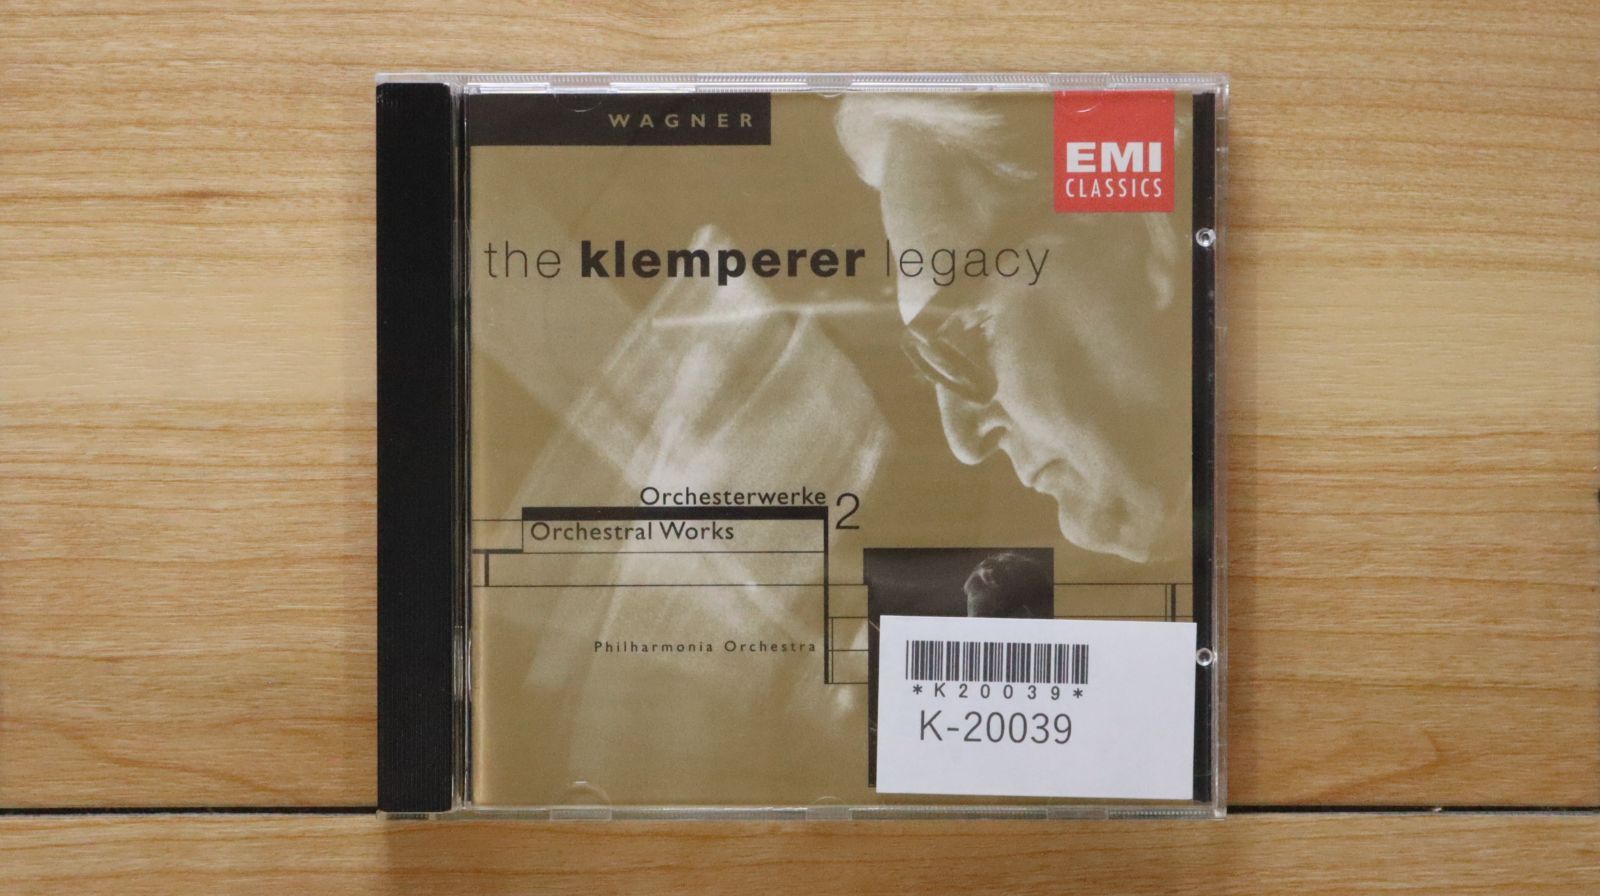 WAGNER
EMI
CLASSICS
the klemperer legacy
Orchesterwerke 2
Orchestral Works
Philharmonia Orchestra
*K20039*
K-20039